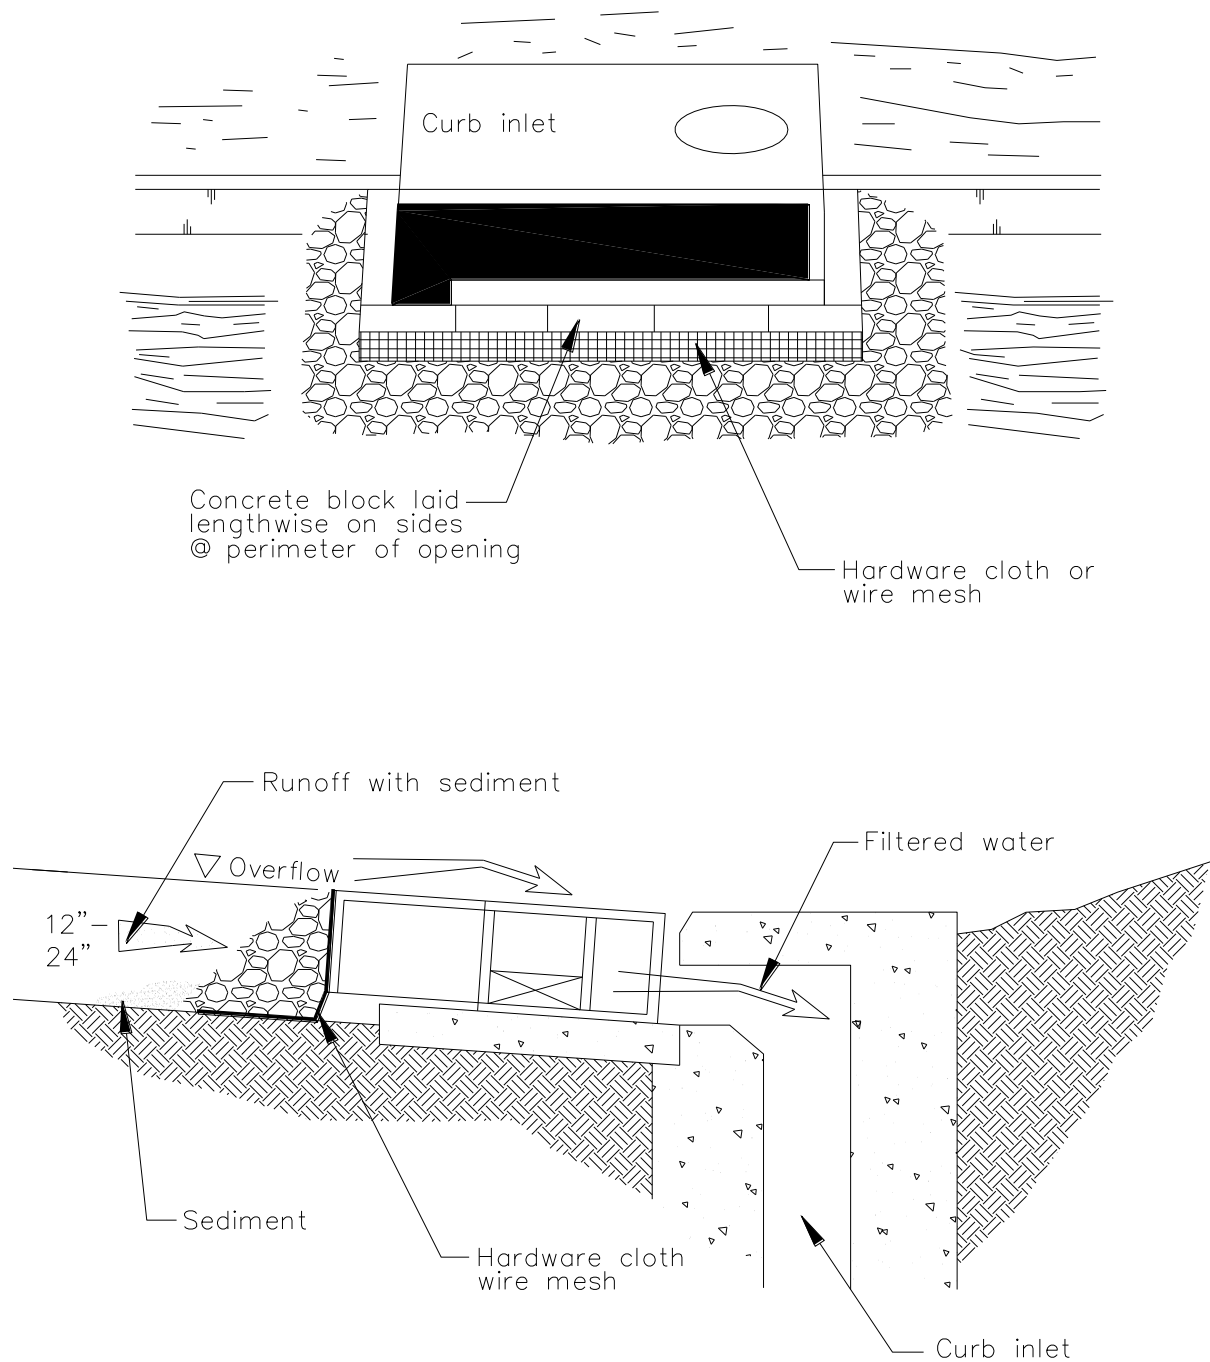 Curb inlet
Concrete block laid
lengthwise on sides
@ perimeter of opening
Hardware cloth or
wire mesh
Runoff with sediment
Filtered water
Overflow
12”–
24”
Sediment
Hardware cloth
wire mesh
Curb inlet